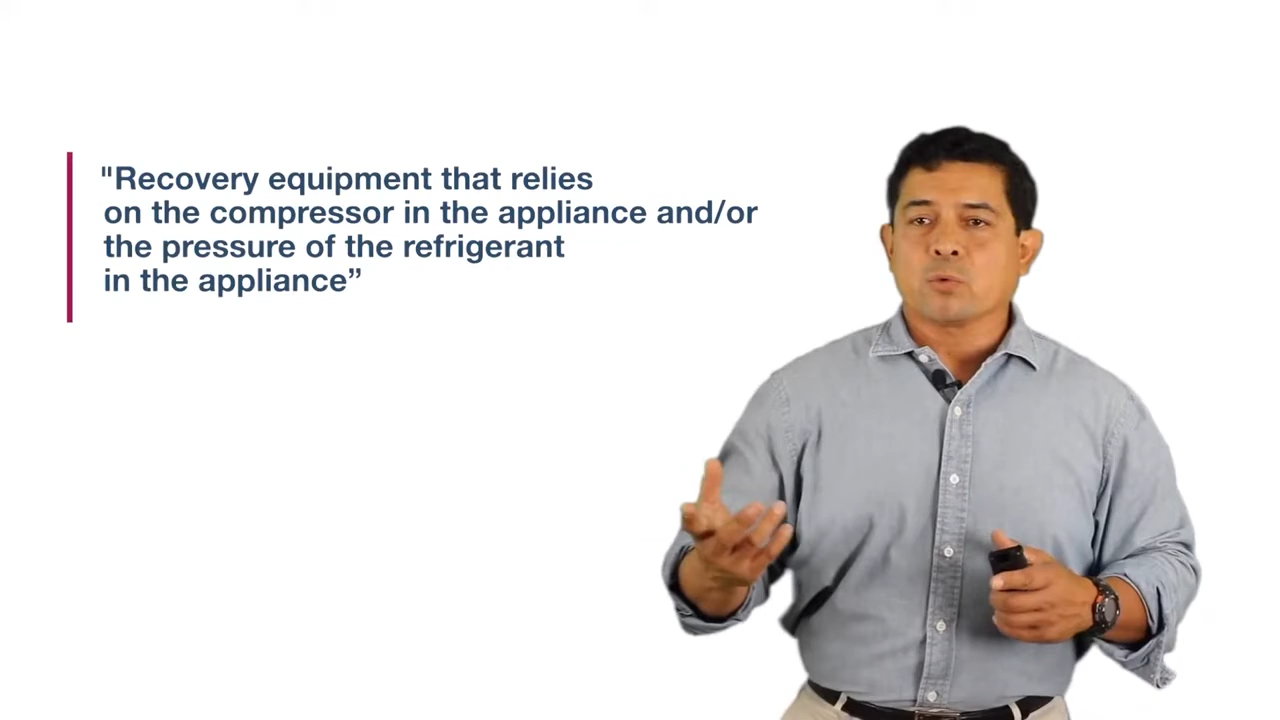 "Recovery equipment that relies
on the compressor in the appliance and/or
the pressure of the refrigerant
in the appliance”